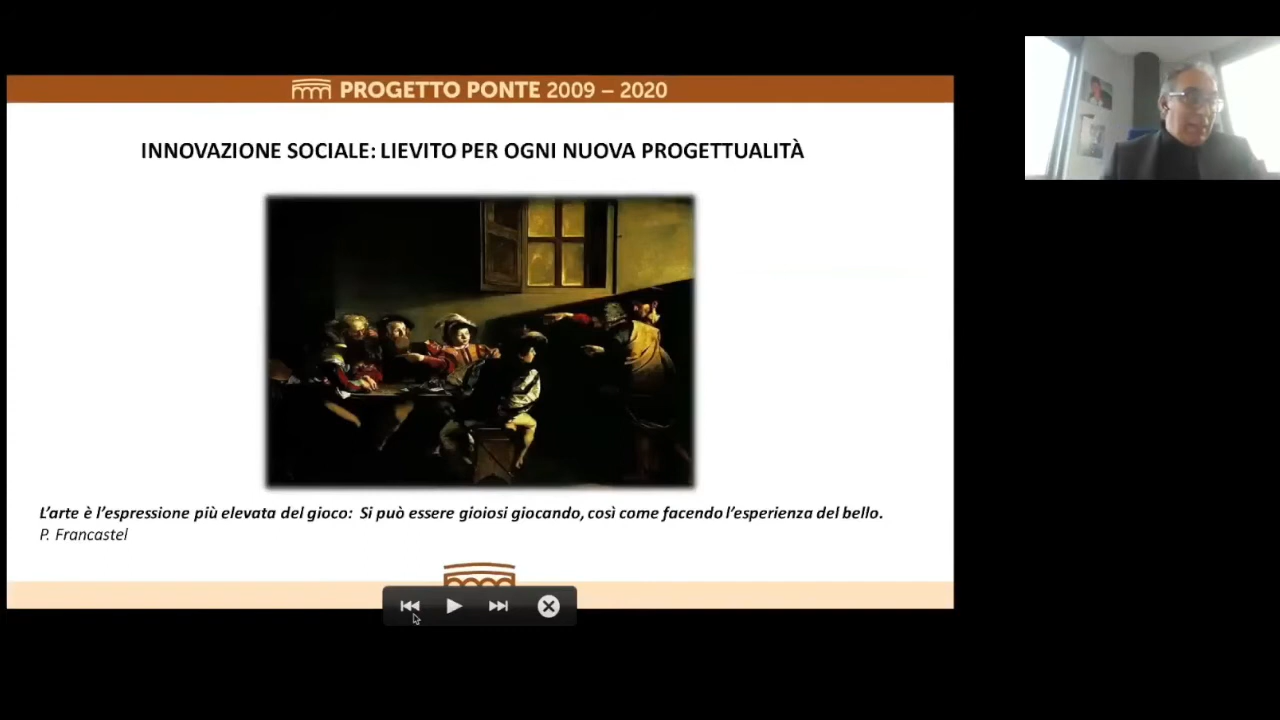 PROGETTO PONTE 2009 – 2020
INNOVAZIONE SOCIALE: LIEVITO PER OGNI NUOVA PROGETTUALITÀ
L'arte è l'espressione più elevata del gioco: Si può essere gioiosi giocando, così come facendo l'esperienza del bello.
P. Francastel